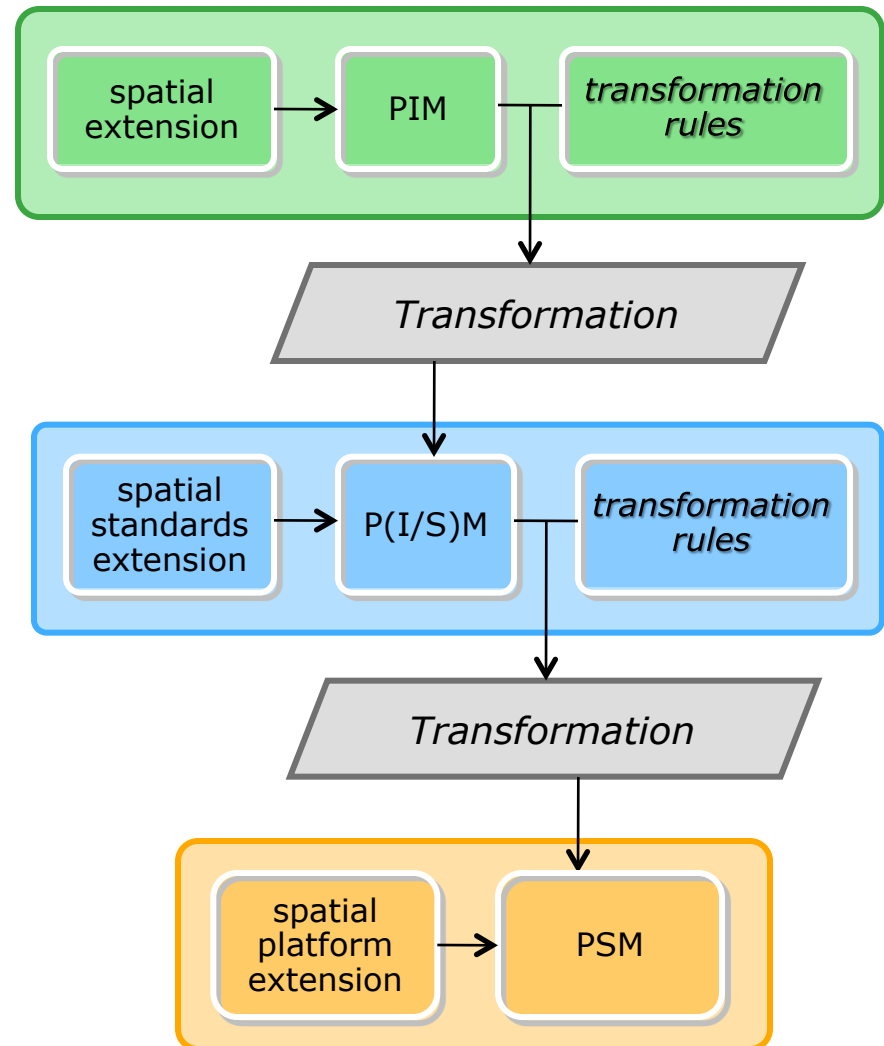 spatial
extension
PIM
transformation
rules
Transformation
spatial
standards
extension
P(I/S)M
transformation
rules
Transformation
spatial
platform
extension
PSM